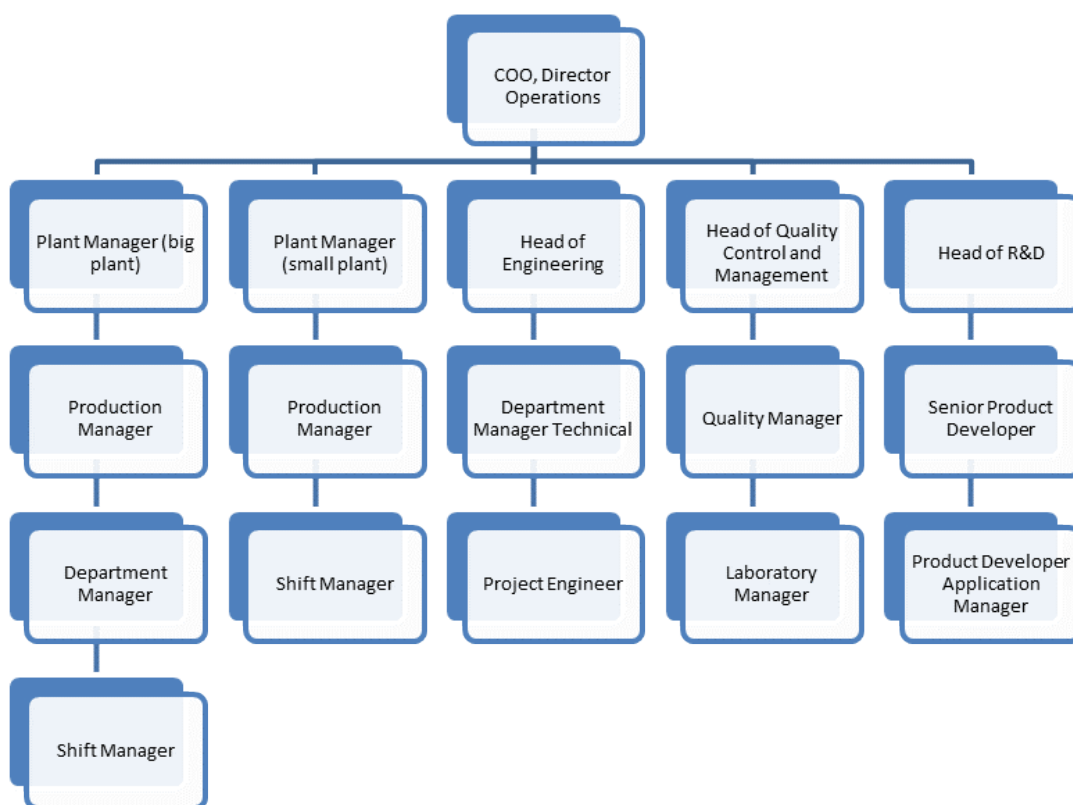 COO, Director
Operations
Plant Manager (big
plant)
Plant Manager
(small plant)
Head of
Engineering
Head of Quality
Control and
Management
Head of R&D
Production
Manager
Production
Manager
Department
Manager Technical
Quality Manager
Senior Product
Developer
Department
Manager
Shift Manager
Project Engineer
Laboratory
Manager
Product Developer
Application
Manager
Shift Manager